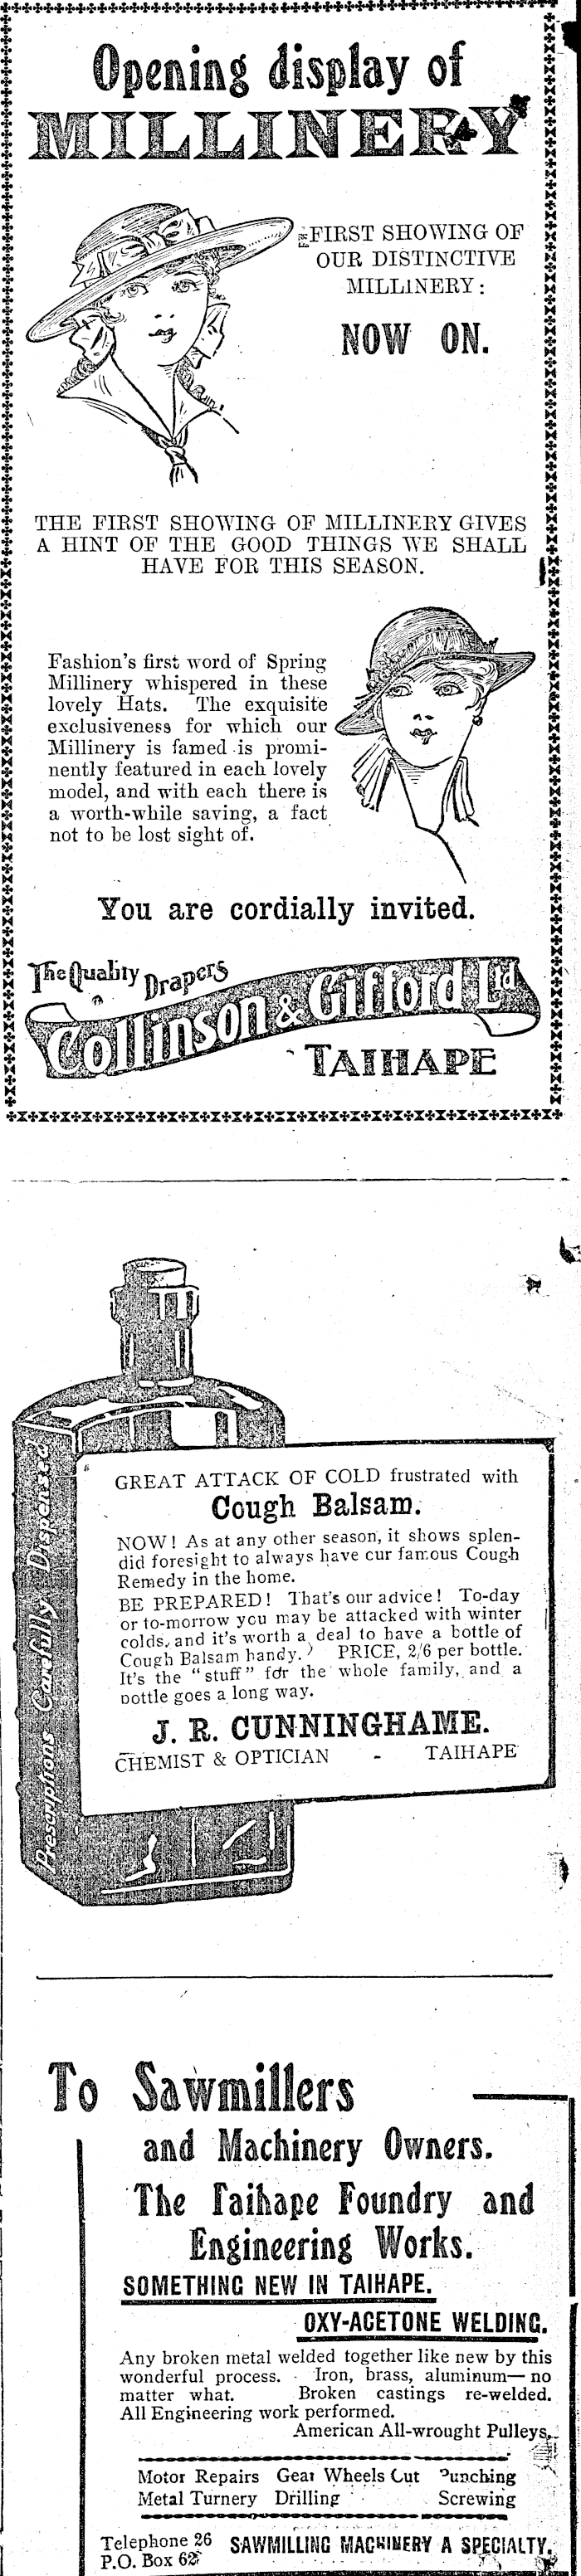 Opening display of
MILLINERY
FIRST SHOWING OF
OUR DISTINCTIVE
MILLINERY:
NOW ON.
THE FIRST SHOWING OF MILLINERY GIVES
A HINT OF THE GOOD THINGS WE SHALL
HAVE FOR THIS SEASON.
Fashion's first word of Spring
Millinery whispered in these
lovely Hats. The exquisite
exclusiveness for which our
Millinery is famed is promi-
nently featured in each lovely
model, and with each there is
a worth-while saving, a fact
not to be lost sight of.
You are cordially invited.
The Quality Drapers
Collinson & Gifford Ltd
TAIHAPE
Prescriptions Carefully Dispensed
GREAT ATTACK OF COLD frustrated with
Cough Balsam.
NOW! As at any other season, it shows splen-
did foresight to always have cur famous Cough
Remedy in the home.
BE PREPARED! That's our advice! To-day
or to-morrow you may be attacked with winter
colds, and it's worth a deal to have a bottle of
Cough Balsam handy. PRICE, 2/6 per bottle.
It's the "stuff" for the whole family, and a
bottle goes a long way.
J. R. CUNNINGHAME.
CHEMIST & OPTICIAN - TAIHAPE
To Sawmillers
and Machinery Owners.
The Taihape Foundry and
Engineering Works.
SOMETHING NEW IN TAIHAPE.
OXY-ACETONE WELDING.
Any broken metal welded together like new by this
wonderful process. Iron, brass, aluminum—no
matter what. Broken castings re-welded.
All Engineering work performed.
American All-wrought Pulleys.
Motor Repairs Gear Wheels Cut Punching
Metal Turnery Drilling Screwing
Telephone 26 SAWMILLING MACHINERY A SPECIALTY.
P.O. Box 62